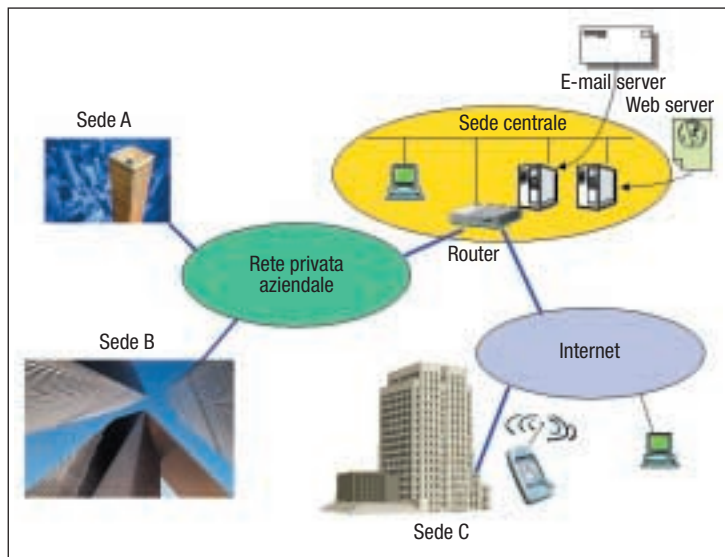 E-mail server
Web server
Sede A
Sede centrale
Router
Rete privata
aziendale
Sede B
Internet
Sede C